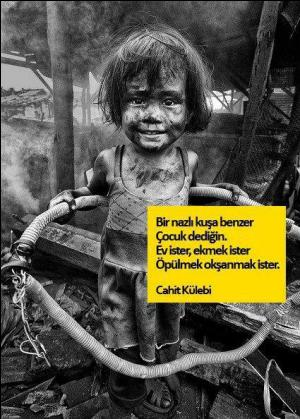 Bir nazlı kuşa benzer
Çocuk dediğin.
Ev ister, ekmek ister
Öpülmek okşanmak ister.
Cahit Külebi